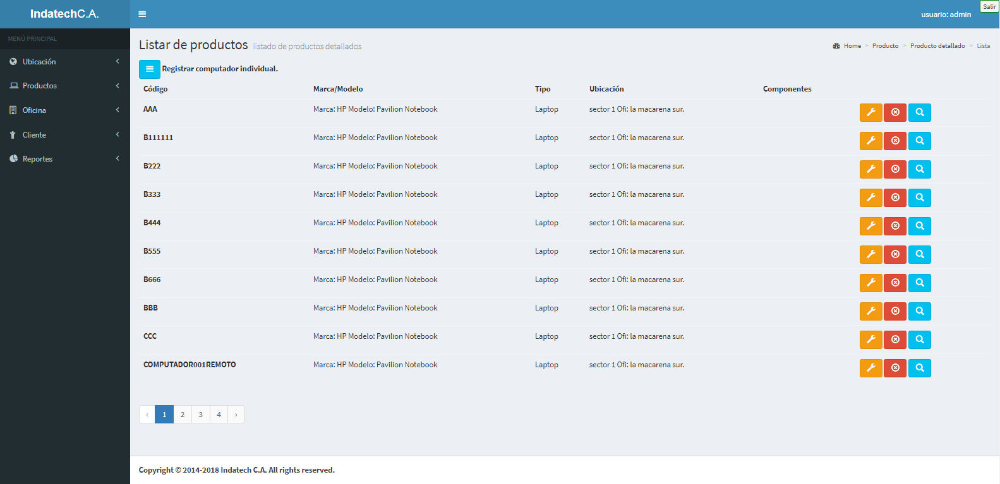 IndatechC.A.
usuario: admin
Salir
MENÚ PRINCIPAL
Ubicación
Productos
Oficina
Cliente
Reportes
Listar de productos listado de productos detallados
Home > Producto > Producto detallado > Lista
Registrar computador individual.
Código Marca/Modelo Tipo Ubicación Componentes
AAA Marca: HP Modelo: Pavilion Notebook Laptop sector 1 Ofi: la macarena sur.
B111111 Marca: HP Modelo: Pavilion Notebook Laptop sector 1 Ofi: la macarena sur.
B222 Marca: HP Modelo: Pavilion Notebook Laptop sector 1 Ofi: la macarena sur.
B333 Marca: HP Modelo: Pavilion Notebook Laptop sector 1 Ofi: la macarena sur.
B444 Marca: HP Modelo: Pavilion Notebook Laptop sector 1 Ofi: la macarena sur.
B555 Marca: HP Modelo: Pavilion Notebook Laptop sector 1 Ofi: la macarena sur.
B666 Marca: HP Modelo: Pavilion Notebook Laptop sector 1 Ofi: la macarena sur.
BBB Marca: HP Modelo: Pavilion Notebook Laptop sector 1 Ofi: la macarena sur.
CCC Marca: HP Modelo: Pavilion Notebook Laptop sector 1 Ofi: la macarena sur.
COMPUTADOR001REMOTO Marca: HP Modelo: Pavilion Notebook Laptop sector 1 Ofi: la macarena sur.
‹ 1 2 3 4 ›
Copyright © 2014-2018 Indatech C.A. All rights reserved.